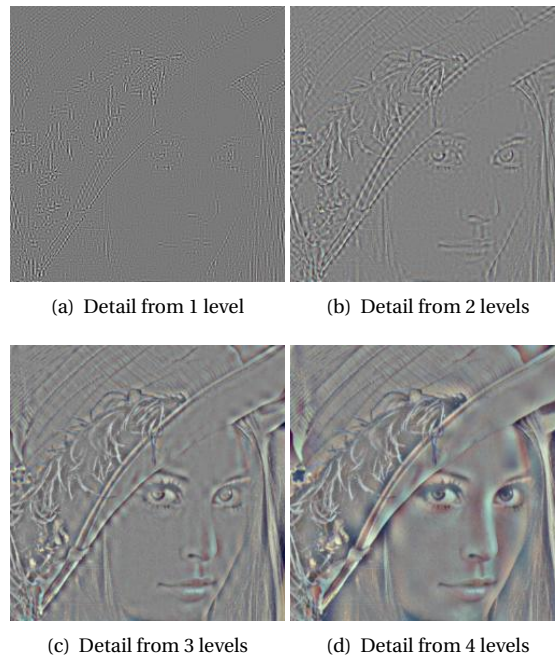 (a) Detail from 1 level
(b) Detail from 2 levels
(c) Detail from 3 levels
(d) Detail from 4 levels